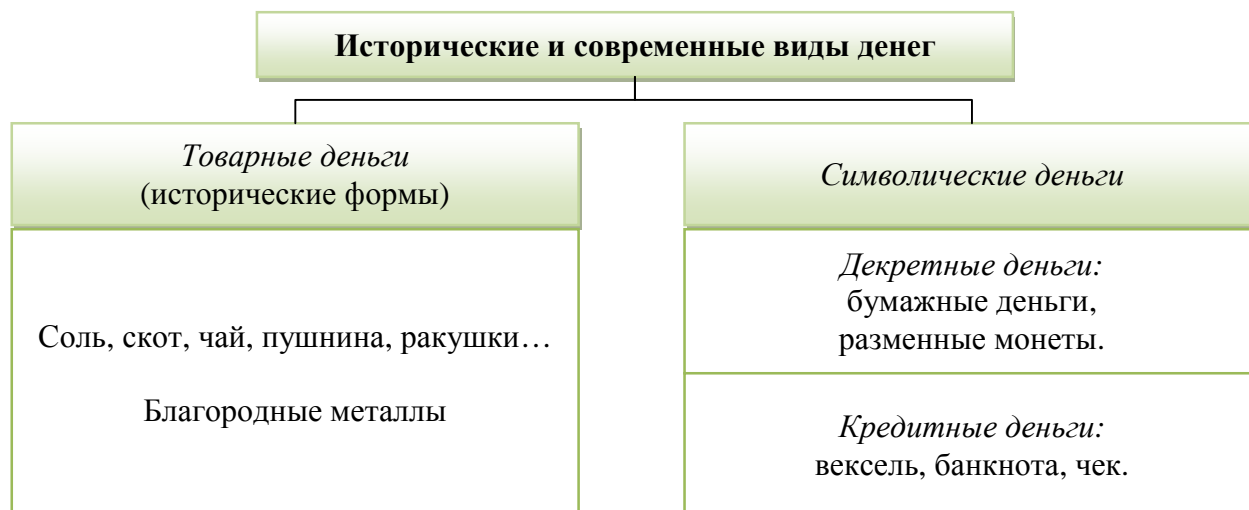 Исторические и современные виды денег
Товарные деньги
(исторические формы)
Соль, скот, чай, пушнина, ракушки…
Благородные металлы
Символические деньги
Декретные деньги:
бумажные деньги,
разменные монеты.
Кредитные деньги:
вексель, банкнота, чек.